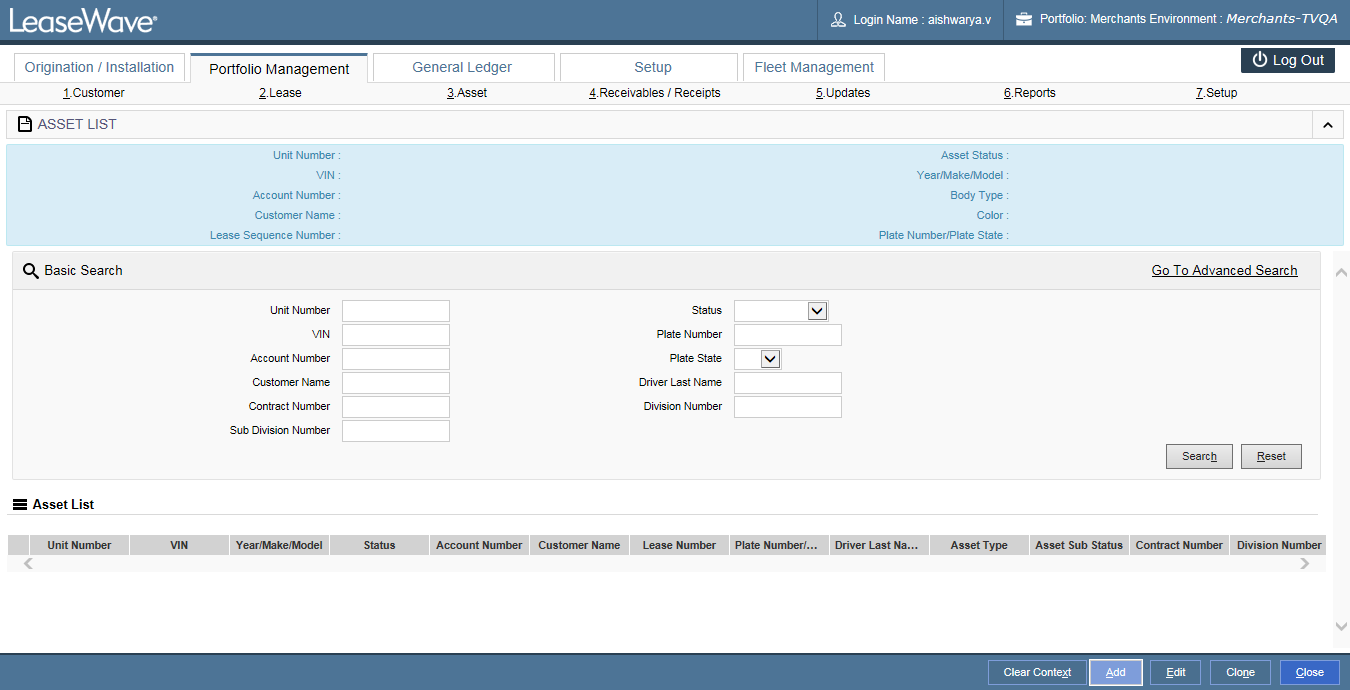 LeaseWave®
Login Name : aishwarya.v
Portfolio: Merchants Environment : Merchants-TVQA
Log Out
Origination / Installation
Portfolio Management
General Ledger
Setup
Fleet Management
1.Customer
2.Lease
3.Asset
4.Receivables / Receipts
5.Updates
6.Reports
7.Setup
ASSET LIST
Unit Number :
Asset Status :
VIN :
Year/Make/Model :
Account Number :
Body Type :
Customer Name :
Color :
Lease Sequence Number :
Plate Number/Plate State :
Basic Search
Go To Advanced Search
Unit Number
Status
VIN
Plate Number
Account Number
Plate State
Customer Name
Driver Last Name
Contract Number
Division Number
Sub Division Number
Search
Reset
Asset List
Unit Number
VIN
Year/Make/Model
Status
Account Number
Customer Name
Lease Number
Plate Number/...
Driver Last Na...
Asset Type
Asset Sub Status
Contract Number
Division Number
Clear Context
Add
Edit
Clone
Close